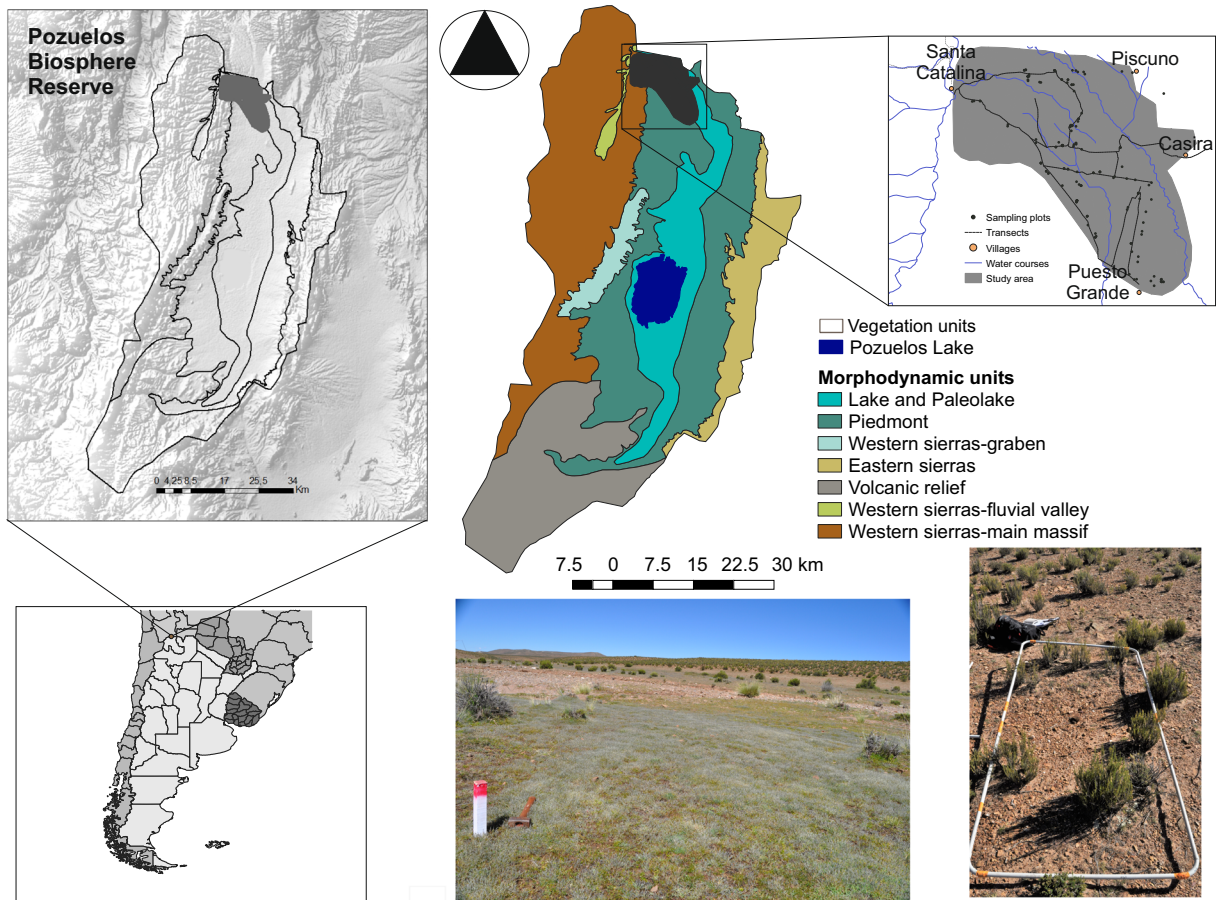 Pozuelos
Biosphere
Reserve
0 4,25 8,5 17 25,5 34
Km
Santa
Catalina
Piscuno
Casira
Sampling plots
Transects
Villages
Water courses
Study area
Puesto
Grande
Vegetation units
Pozuelos Lake
Morphodynamic units
Lake and Paleolake
Piedmont
Western sierras-graben
Eastern sierras
Volcanic relief
Western sierras-fluvial valley
Western sierras-main massif
7.5 0 7.5 15 22.5 30 km